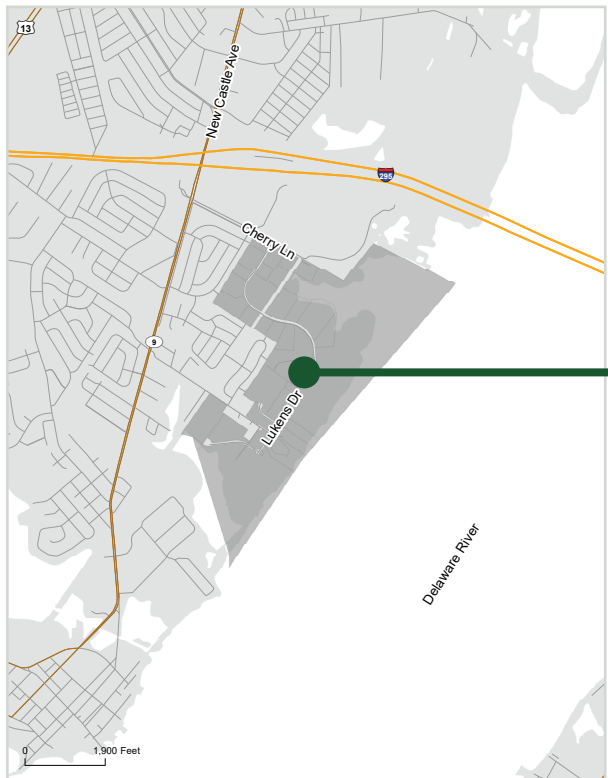 13
New Castle Ave
295
Cherry Ln
9
Lukens Dr
Delaware River
0 1,900 Feet